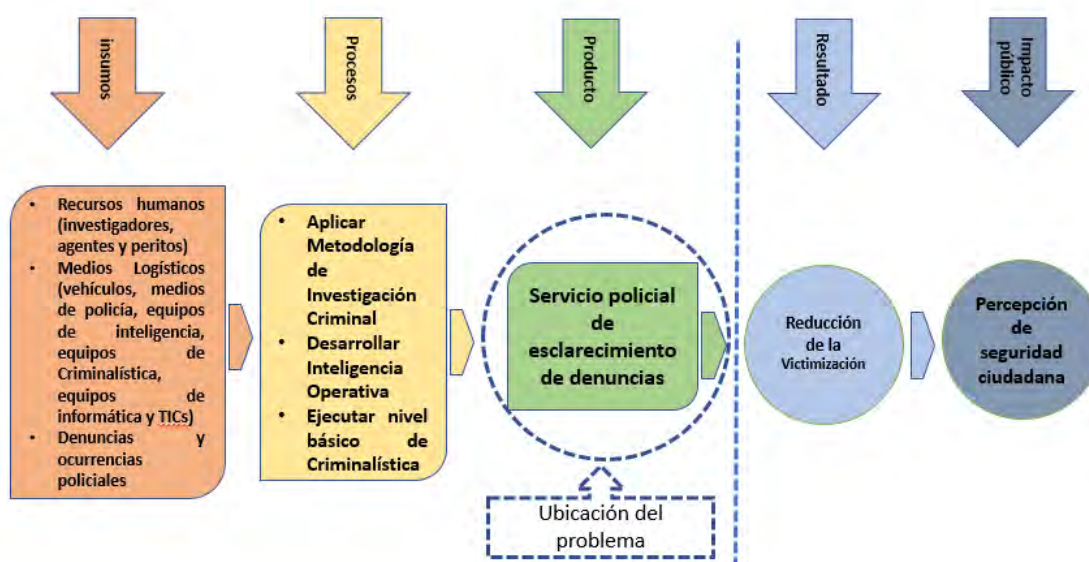 insumos
Procesos
Producto
Resultado
Impacto
público
• Recursos humanos
(investigadores,
agentes y peritos)
• Medios Logísticos
(vehículos, medios
de policía, equipos
de inteligencia,
equipos de
Criminalística,
equipos de
informática y TICs)
• Denuncias y
ocurrencias
policiales
• Aplicar
Metodología
de
Investigación
Criminal
• Desarrollar
Inteligencia
Operativa
• Ejecutar nivel
básico de
Criminalística
Servicio policial
de
esclarecimiento
de denuncias
Reducción
de la
Victimización
Percepción
de
seguridad
ciudadana
Ubicación del
problema